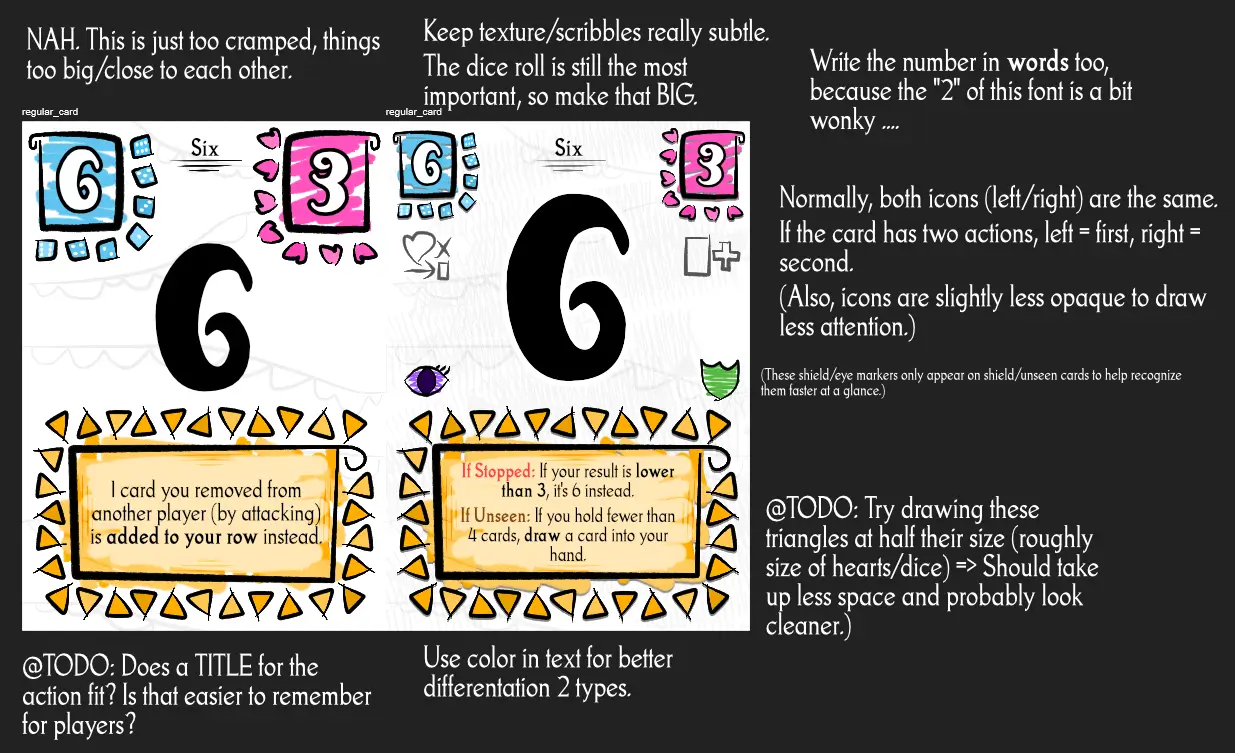 NAH. This is just too cramped, things
too big/close to each other.
Keep texture/scribbles really subtle.
The dice roll is still the most
important, so make that BIG.
Write the number in words too,
because the "2" of this font is a bit
wonky ....
regular_card
regular_card
6
Six
3
6
6
Six
3
6
Normally, both icons (left/right) are the same.
If the card has two actions, left = first, right =
second.
(Also, icons are slightly less opaque to draw
less attention.)
(These shield/eye markers only appear on shield/unseen cards to help recognize
them faster at a glance.)
1 card you removed from
another player (by attacking)
is added to your row instead.
If Stopped: If your result is lower
than 3, it's 6 instead.
If Unseen: If you hold fewer than
4 cards, draw a card into your
hand.
@TODO: Try drawing these
triangles at half their size (roughly
size of hearts/dice) => Should take
up less space and probably look
cleaner.)
@TODO: Does a TITLE for the
action fit? Is that easier to remember
for players?
Use color in text for better
differentation 2 types.